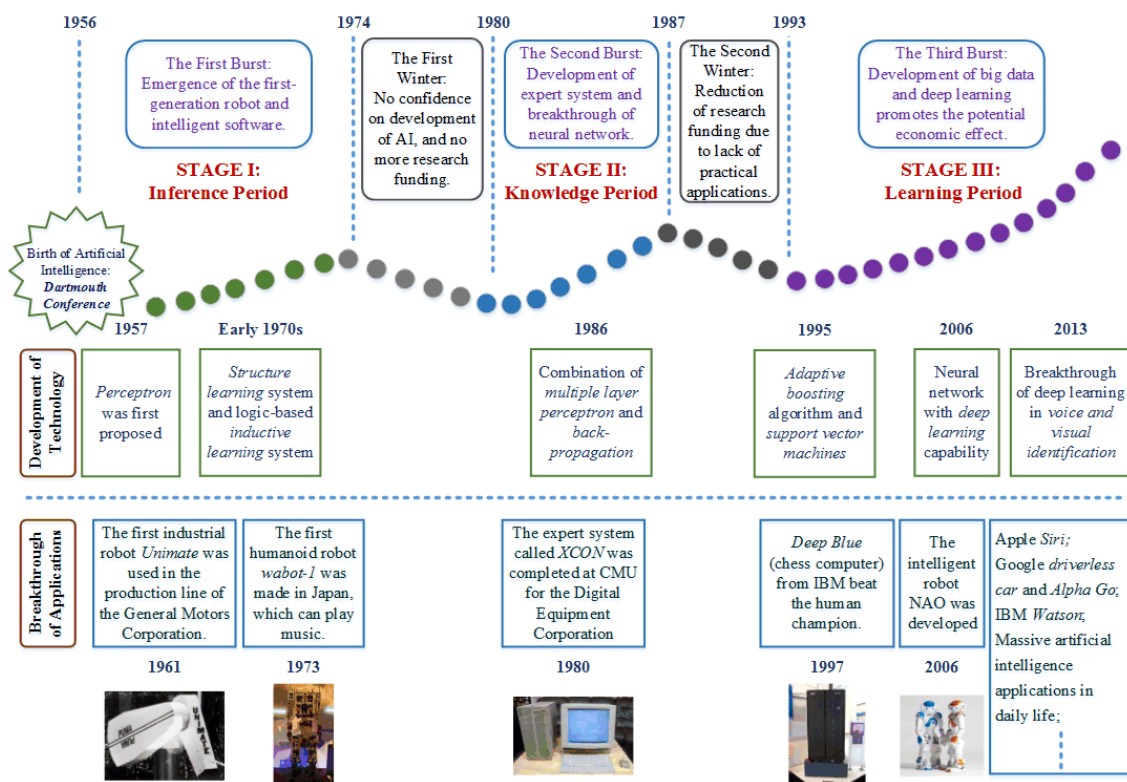 1956
1974
1980
1987
1993
The First Burst:
Emergence of the first-
generation robot and
intelligent software.
The First
Winter:
No confidence
on development
of AI, and no
more research
funding.
The Second Burst:
Development of
expert system and
breakthrough of
neural network.
The Second
Winter:
Reduction
of research
funding due
to lack of
practical
applications.
The Third Burst:
Development of big data
and deep learning
promotes the potential
economic effect.
STAGE I:
Inference Period
STAGE II:
Knowledge Period
STAGE III:
Learning Period
Birth of Artificial
Intelligence:
Dartmouth
Conference
1957
Early 1970s
1986
1995
2006
2013
Development of
Technology
Perceptron
was first
proposed
Structure
learning system
and logic-based
inductive
learning system
Combination of
multiple layer
perceptron and
back-
propagation
Adaptive
boosting
algorithm and
support vector
machines
Neural
network
with deep
learning
capability
Breakthrough
of deep learning
in voice and
visual
identification
Breakthrough
of Applications
The first industrial
robot Unimate was
used in the
production line of
the General Motors
Corporation.
The first
humanoid robot
wabot-1 was
made in Japan,
which can play
music.
The expert system
called XCON was
completed at CMU
for the Digital
Equipment
Corporation
Deep Blue
(chess computer)
from IBM beat
the human
champion.
The
intelligent
robot
NAO was
developed
Apple Siri;
Google driverless
car and Alpha Go;
IBM Watson;
Massive artificial
intelligence
applications in
daily life;
1961
1973
1980
1997
2006
UNIMATE